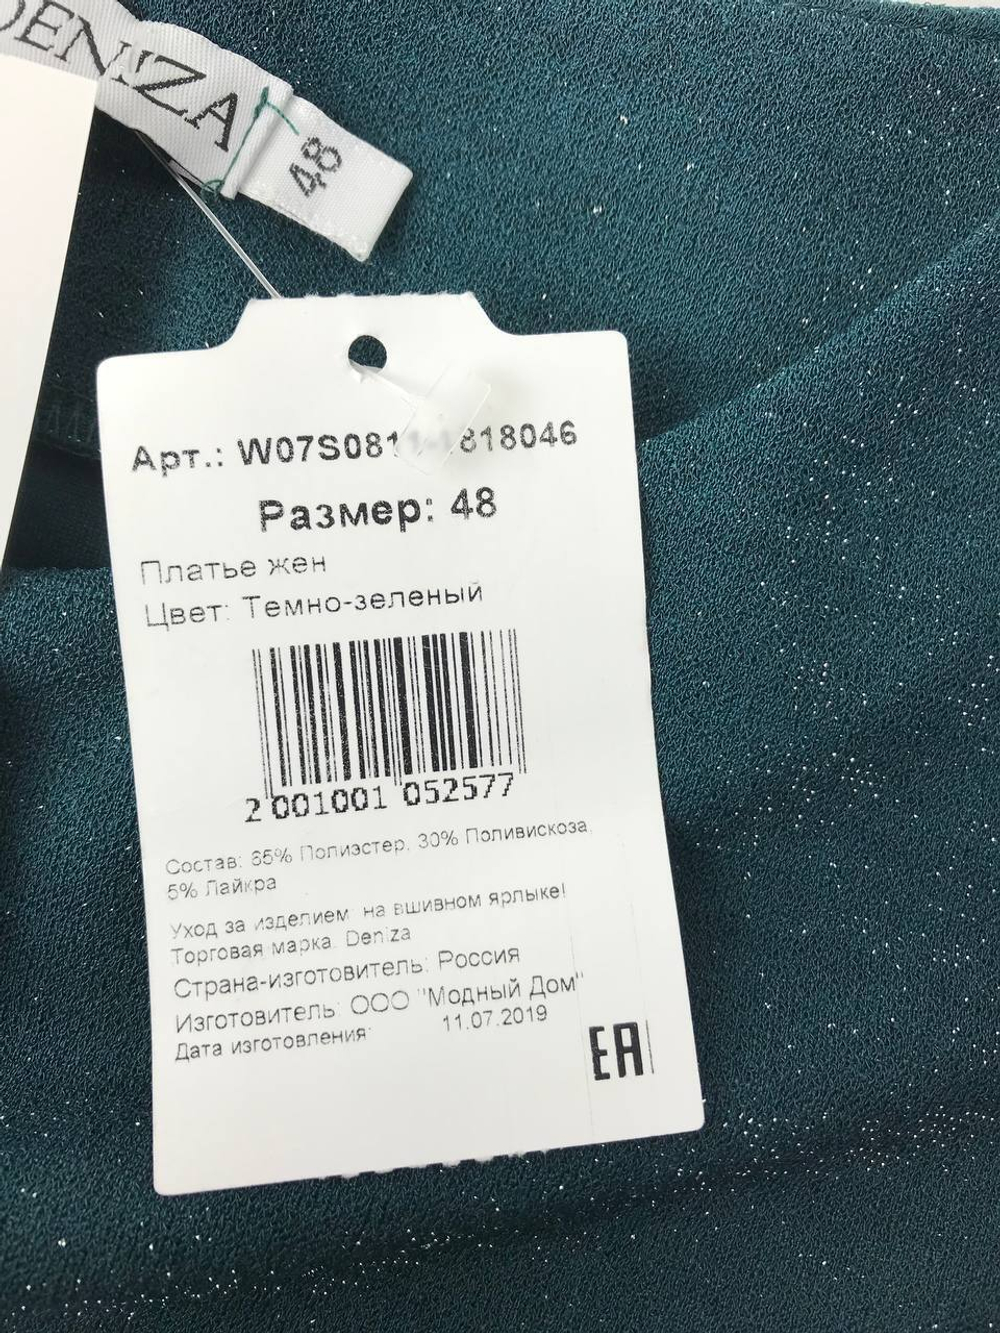 DENIZA
48
Арт.: W07S0811-1818046
Размер: 48
Платье жен
Цвет: Темно-зеленый
2 001001 052577
Состав: 65% Полиэстер, 30% Поливискоза,
5% Лайкра
Уход за изделием: на вшивном ярлыке!
Торговая марка: Deniza
Страна-изготовитель: Россия
Изготовитель: ООО "Модный Дом"
Дата изготовления: 11.07.2019
EAC